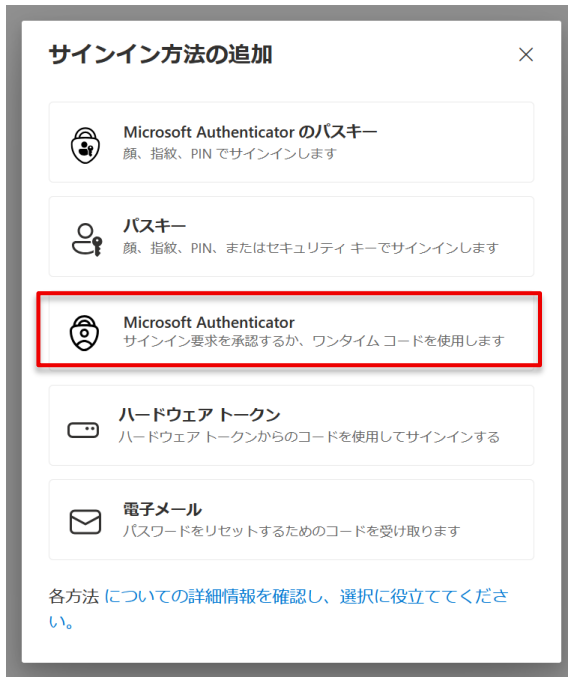 サインイン方法の追加
Microsoft Authenticator のパスキー
顔、指紋、PIN でサインインします
パスキー
顔、指紋、PIN、またはセキュリティ キーでサインインします
Microsoft Authenticator
サインイン要求を承認するか、ワンタイム コードを使用します
ハードウェア トークン
ハードウェア トークンからのコードを使用してサインインする
電子メール
パスワードをリセットするためのコードを受け取ります
各方法 についての詳細情報を確認し、選択に役立ててくださ
い。